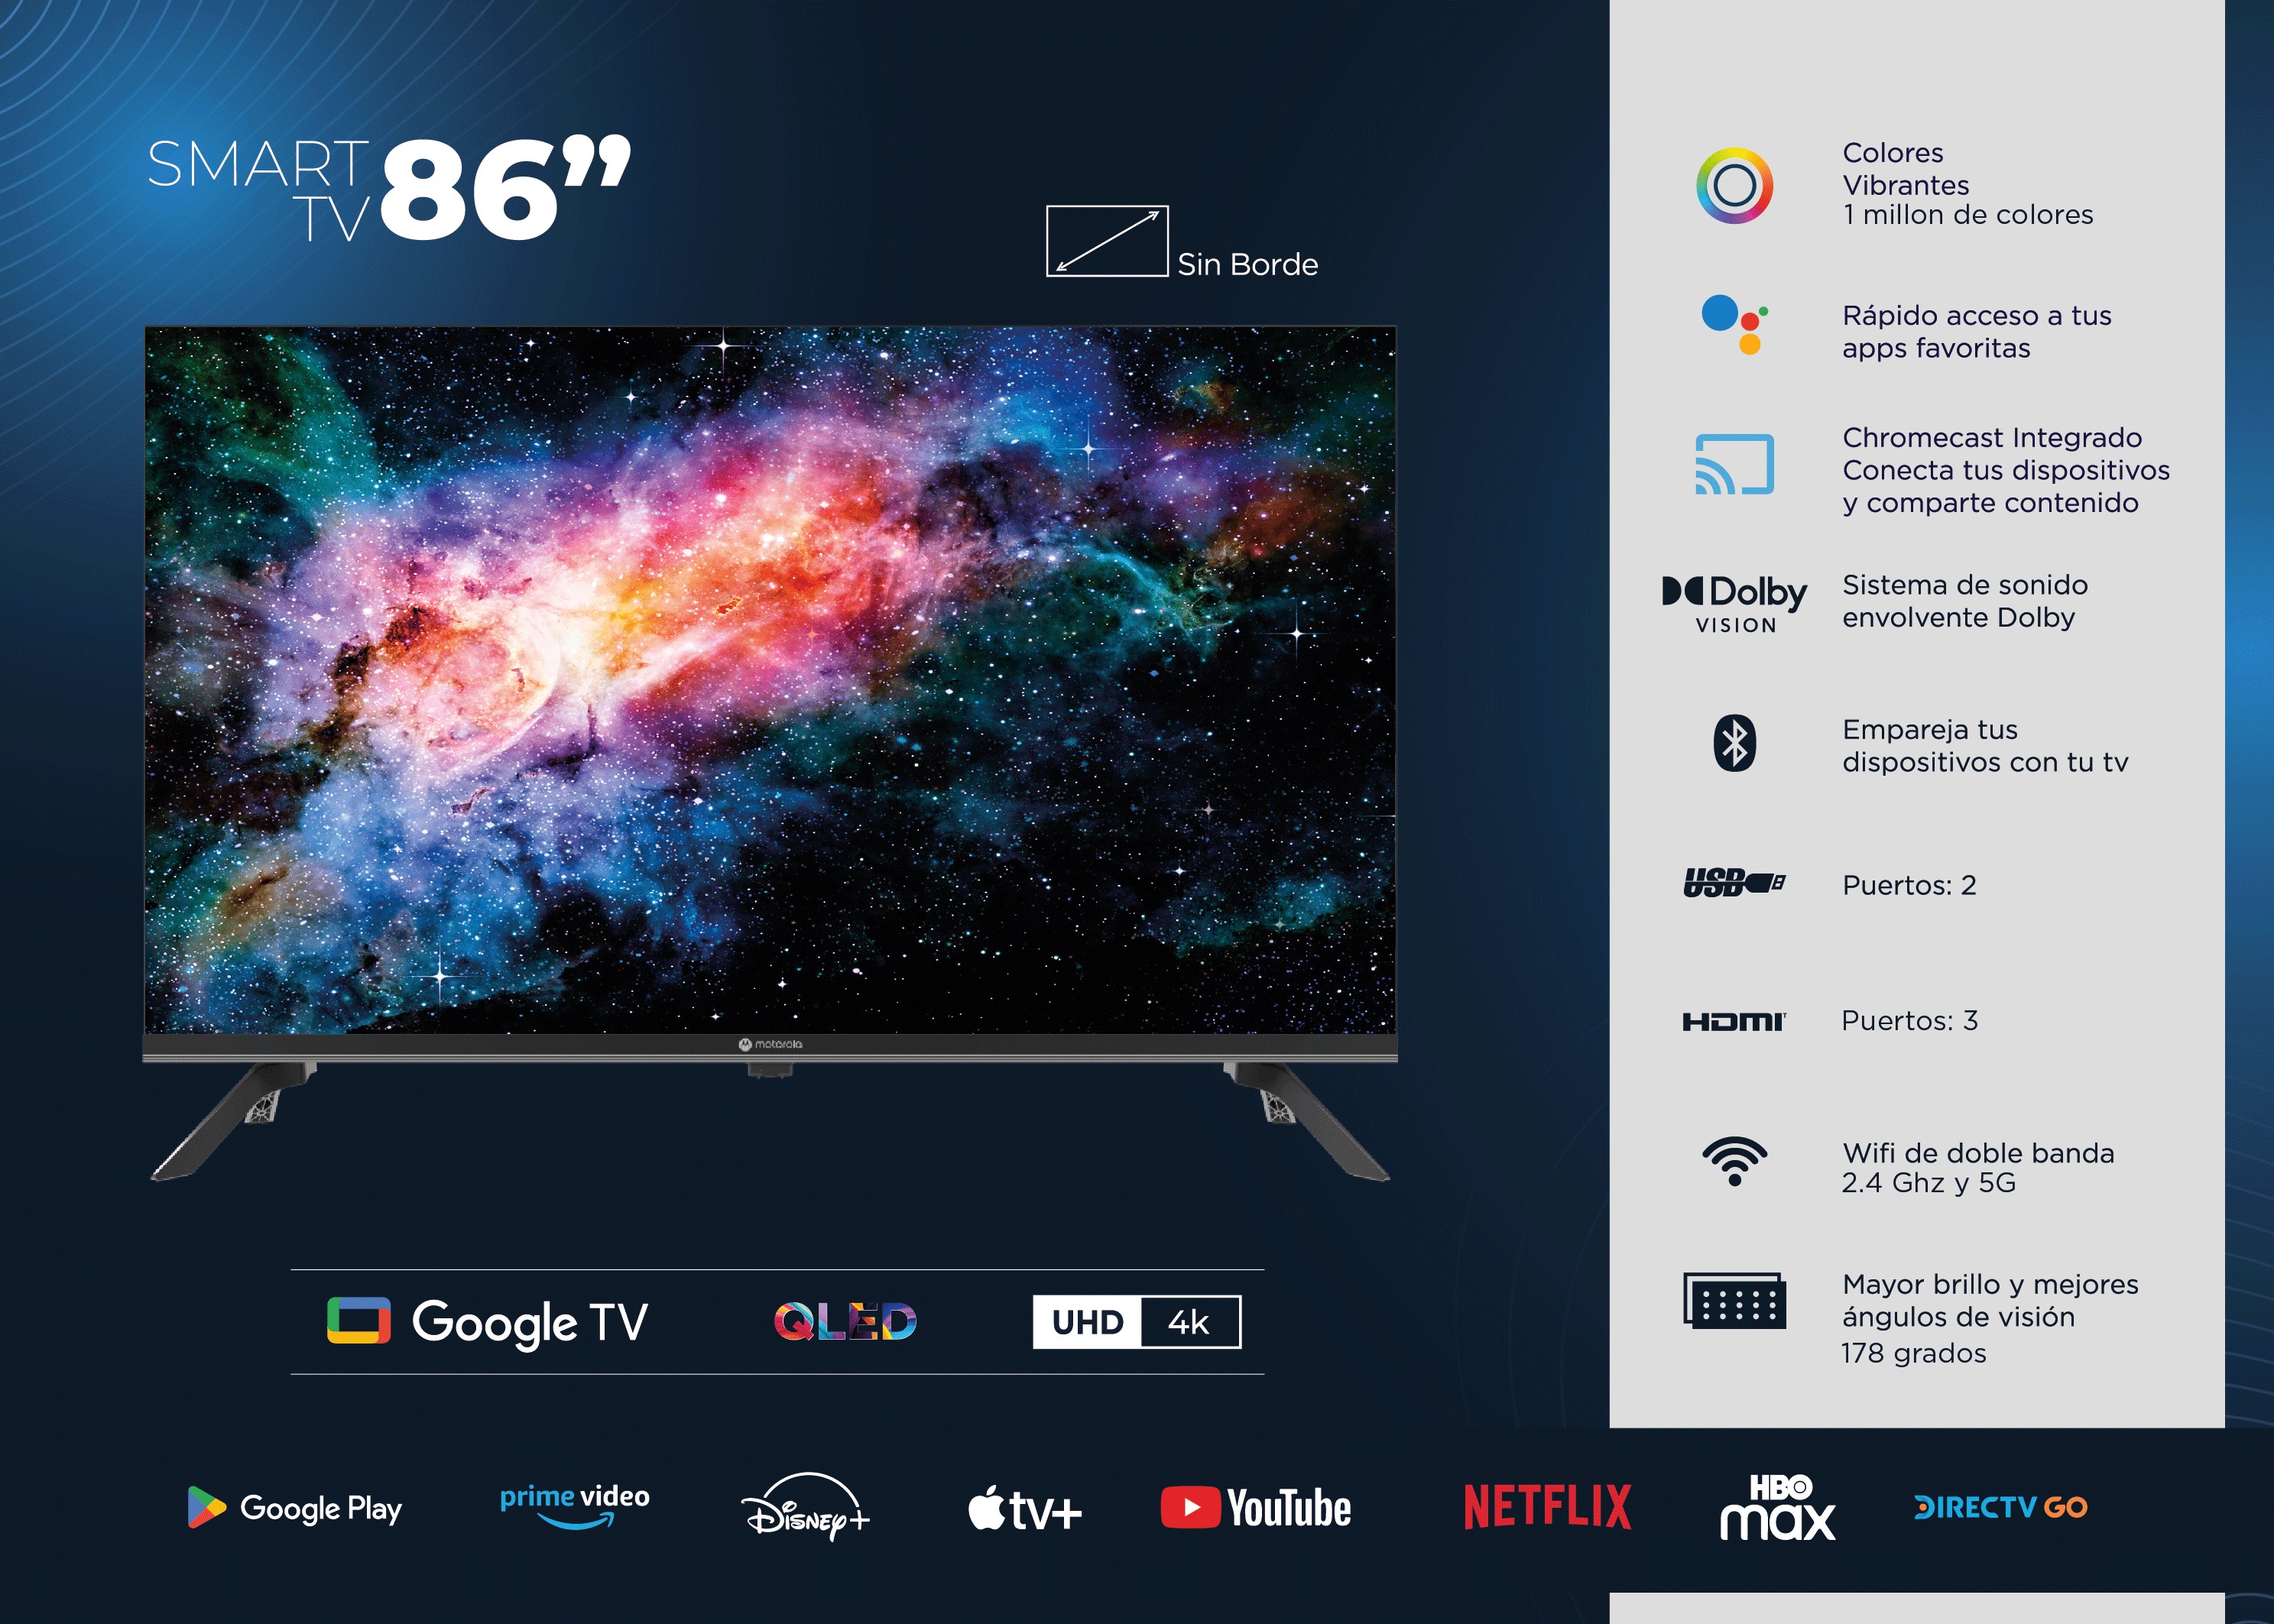 SMART
TV 86”
Sin Borde
motorola
Google TV
QLED
UHD 4k
Colores
Vibrantes
1 millon de colores
Rápido acceso a tus
apps favoritas
Chromecast Integrado
Conecta tus dispositivos
y comparte contenido
Dolby
VISION
Sistema de sonido
envolvente Dolby
Empareja tus
dispositivos con tu tv
USB
Puertos: 2
HDMI
Puertos: 3
Wifi de doble banda
2.4 Ghz y 5G
Mayor brillo y mejores
ángulos de visión
178 grados
Google Play
prime video
Disney+
tv+
YouTube
NETFLIX
HBO
max
DIRECTV GO